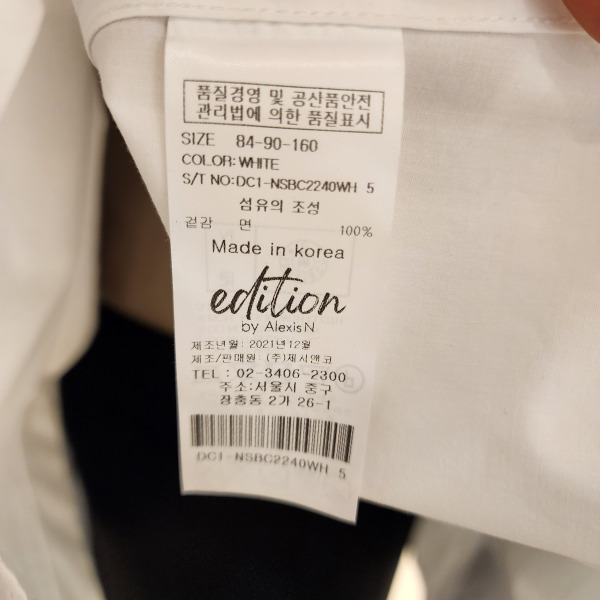 품질경영 및 공산품안전
관리법에 의한 품질표시
SIZE 84-90-160
COLOR: WHITE
S/T NO:DC1-NSBC2240WH 5
섬유의 조성
겉감 면 100%
Made in korea
edition
by Alexis N
제조년월 : 2021년 12월
제조/판매원 : (주)제시앤코
TEL : 02-3406-2300
주소:서울시 중구
장충동 2가 26-1
DC1-NSBC2240WH 5